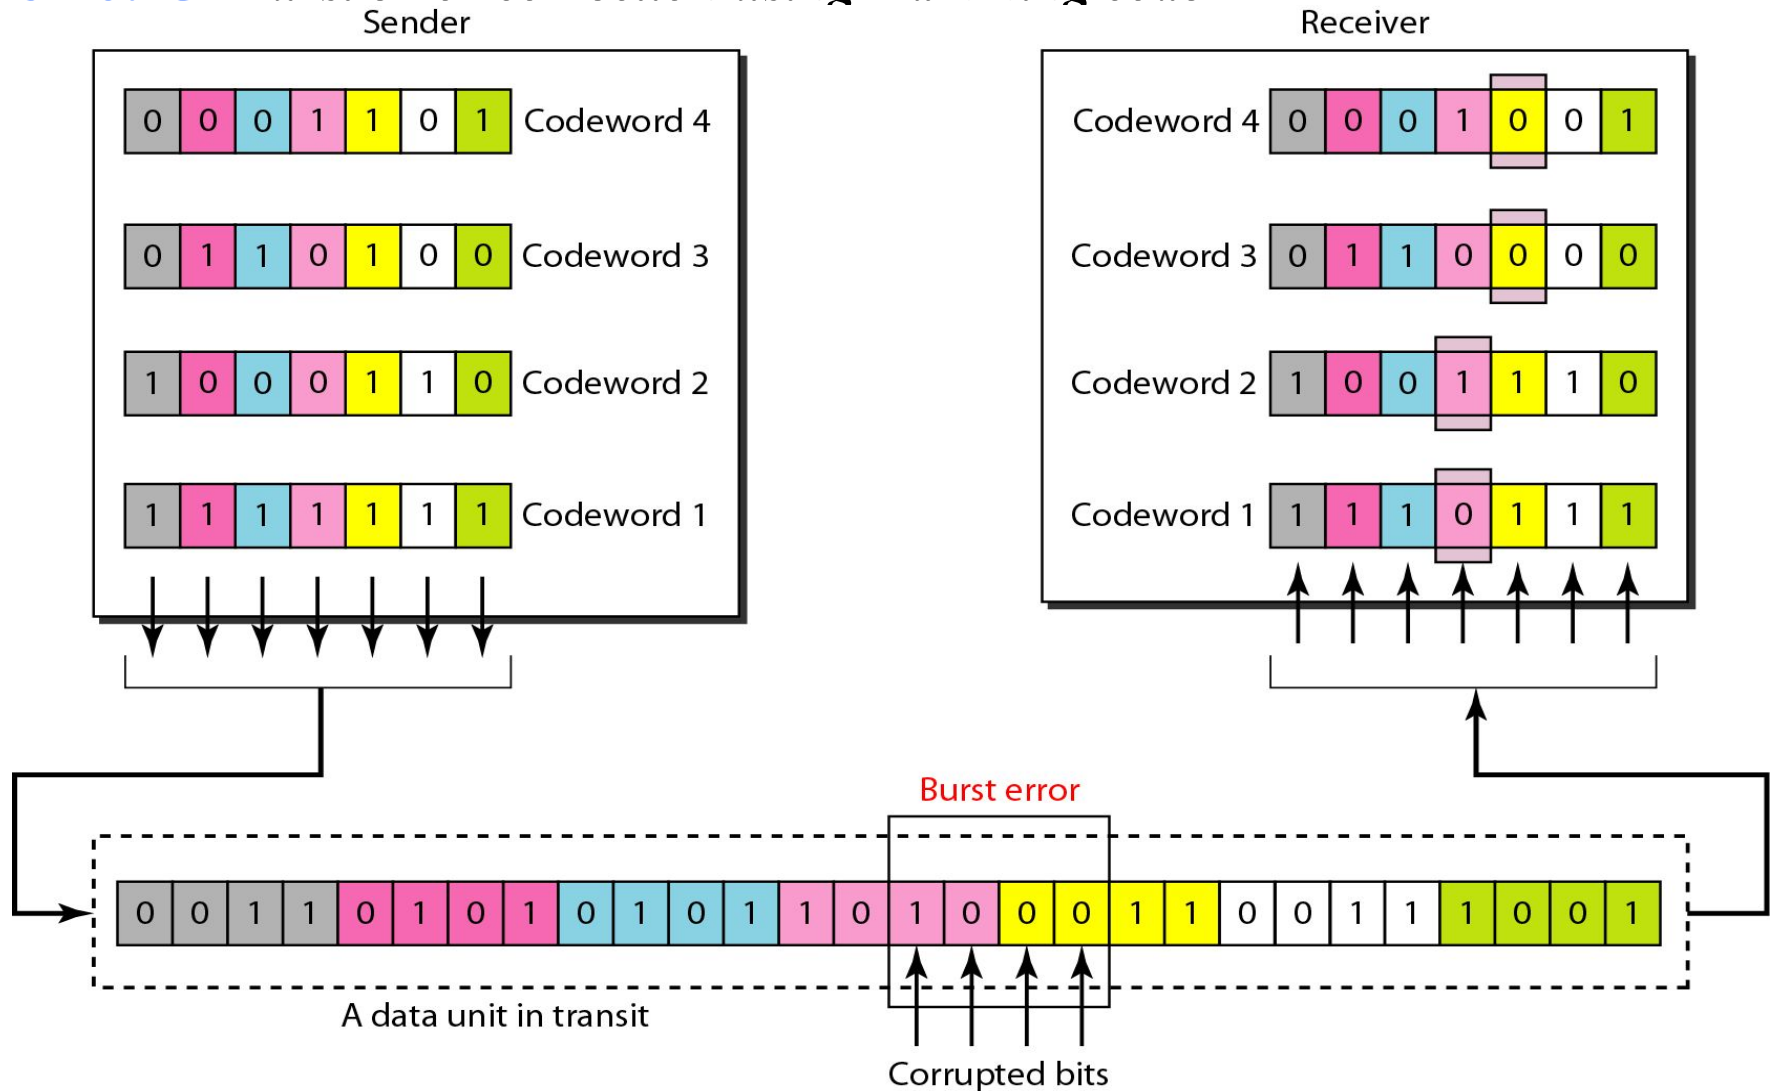 Sender
0 0 0 1 1 0 1 Codeword 4
0 1 1 0 1 0 0 Codeword 3
1 0 0 0 1 1 0 Codeword 2
1 1 1 1 1 1 1 Codeword 1
Receiver
Codeword 4 0 0 0 1 0 0 1
Codeword 3 0 1 1 0 0 0 0
Codeword 2 1 0 0 1 1 1 0
Codeword 1 1 1 1 0 1 1 1
Burst error
0 0 1 1 0 1 0 1 0 1 0 1 1 0 1 0 0 0 1 1 0 0 1 1 1 0 0 1
A data unit in transit
Corrupted bits